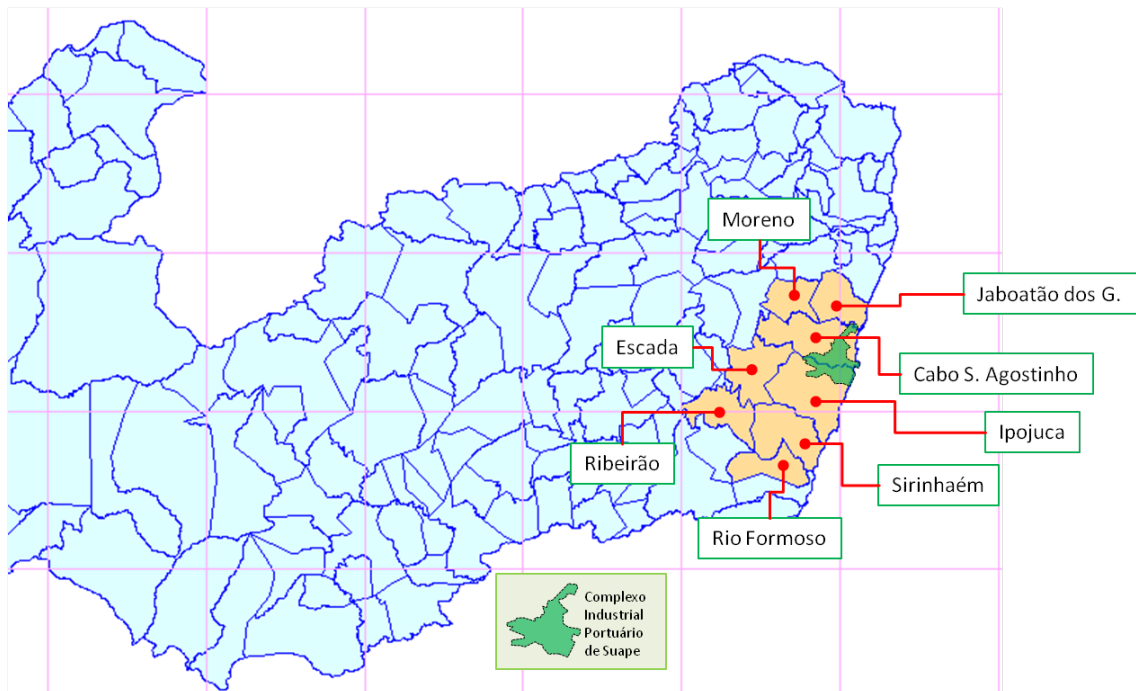 Moreno
Jaboatão dos G.
Escada
Cabo S. Agostinho
Ipojuca
Ribeirão
Sirinhaém
Rio Formoso
Complexo
Industrial
Portuário
de Suape